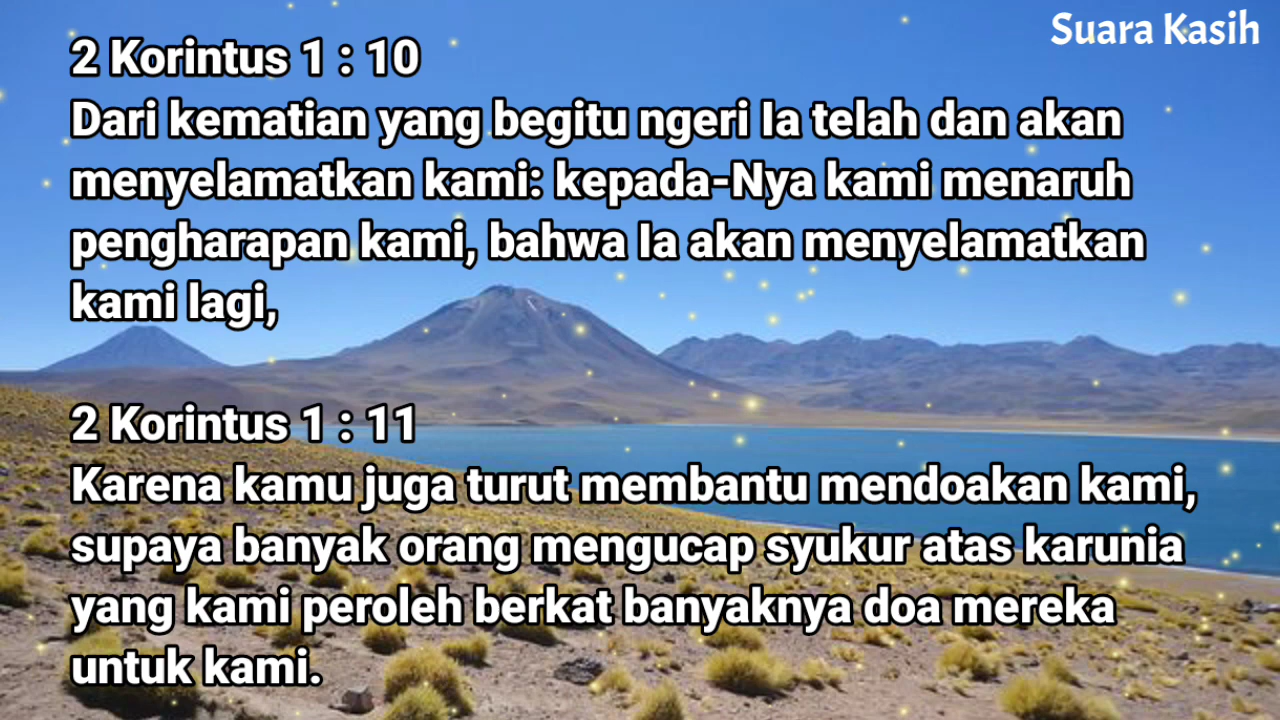 Suara Kasih
2 Korintus 1 : 10
Dari kematian yang begitu ngeri Ia telah dan akan
menyelamatkan kami: kepada-Nya kami menaruh
pengharapan kami, bahwa Ia akan menyelamatkan
kami lagi,
2 Korintus 1 : 11
Karena kamu juga turut membantu mendoakan kami,
supaya banyak orang mengucap syukur atas karunia
yang kami peroleh berkat banyaknya doa mereka
untuk kami.